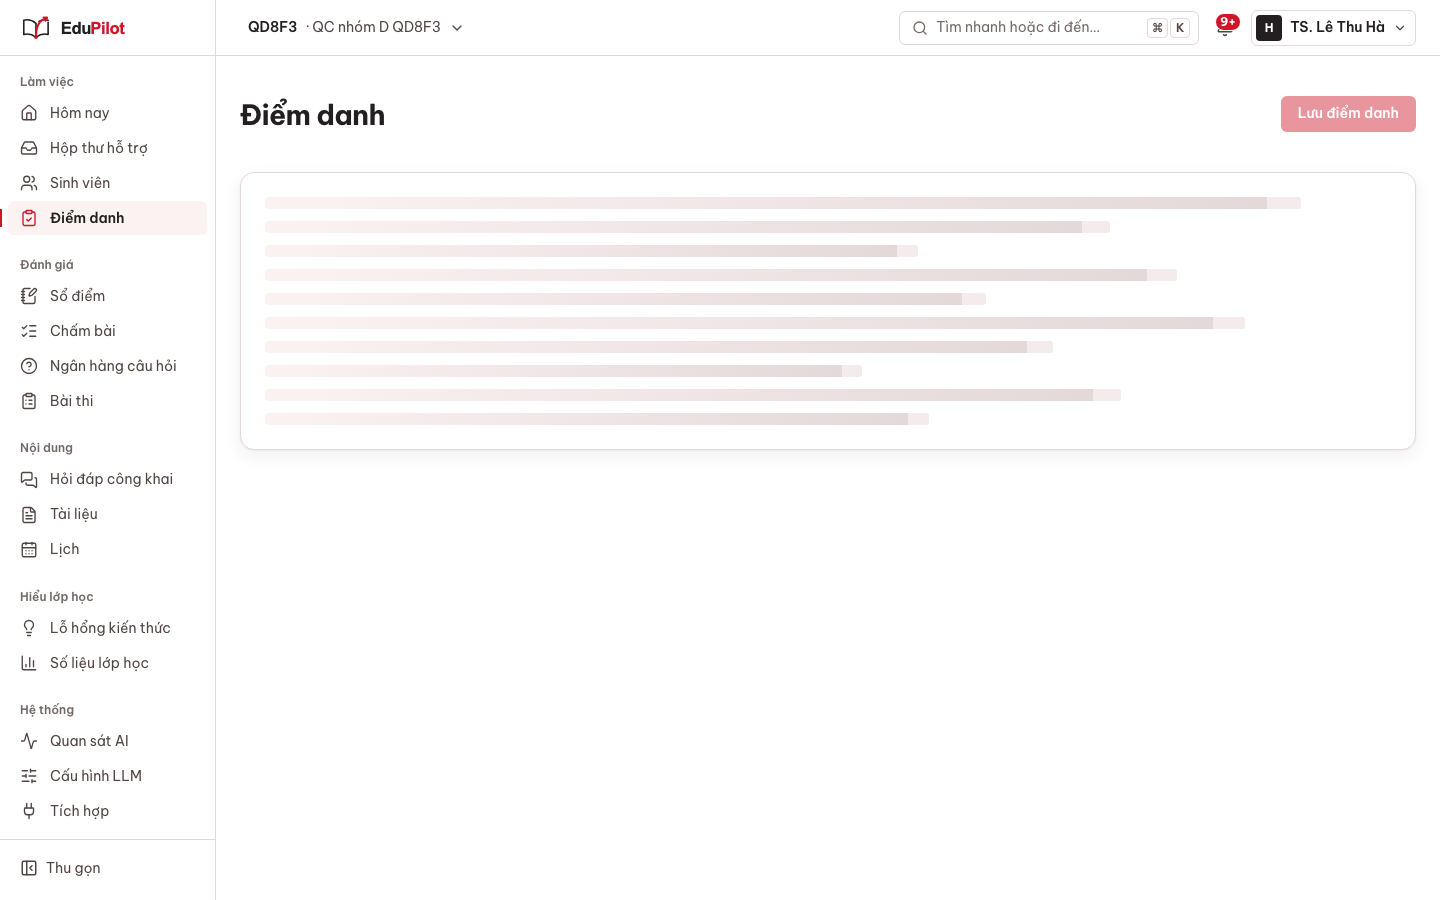 EduPilot
QD8F3 · QC nhóm D QD8F3
Tìm nhanh hoặc đi đến...
⌘ K
9+
H
TS. Lê Thu Hà
Làm việc
Hôm nay
Hộp thư hỗ trợ
Sinh viên
Điểm danh
Đánh giá
Sổ điểm
Chấm bài
Ngân hàng câu hỏi
Bài thi
Nội dung
Hỏi đáp công khai
Tài liệu
Lịch
Hiểu lớp học
Lỗ hổng kiến thức
Số liệu lớp học
Hệ thống
Quan sát AI
Cấu hình LLM
Tích hợp
Thu gọn
Điểm danh
Lưu điểm danh